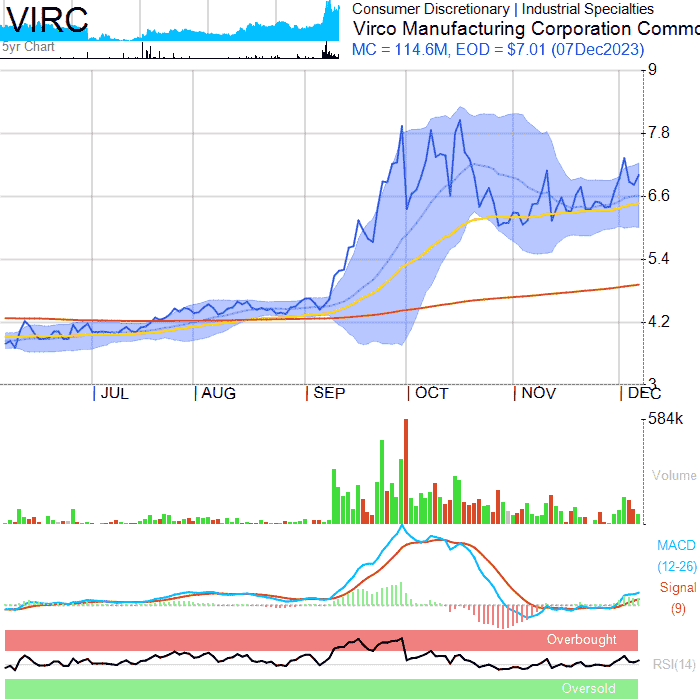 VIRC
5yr Chart
Consumer Discretionary | Industrial Specialties
Virco Manufacturing Corporation Commo
MC = 114.6M, EOD = $7.01 (07Dec2023)
9
7.8
6.6
5.4
4.2
3
JUL AUG SEP OCT NOV DEC
584k
Volume
MACD
(12-26)
Signal
(9)
Overbought
RSI(14)
Oversold